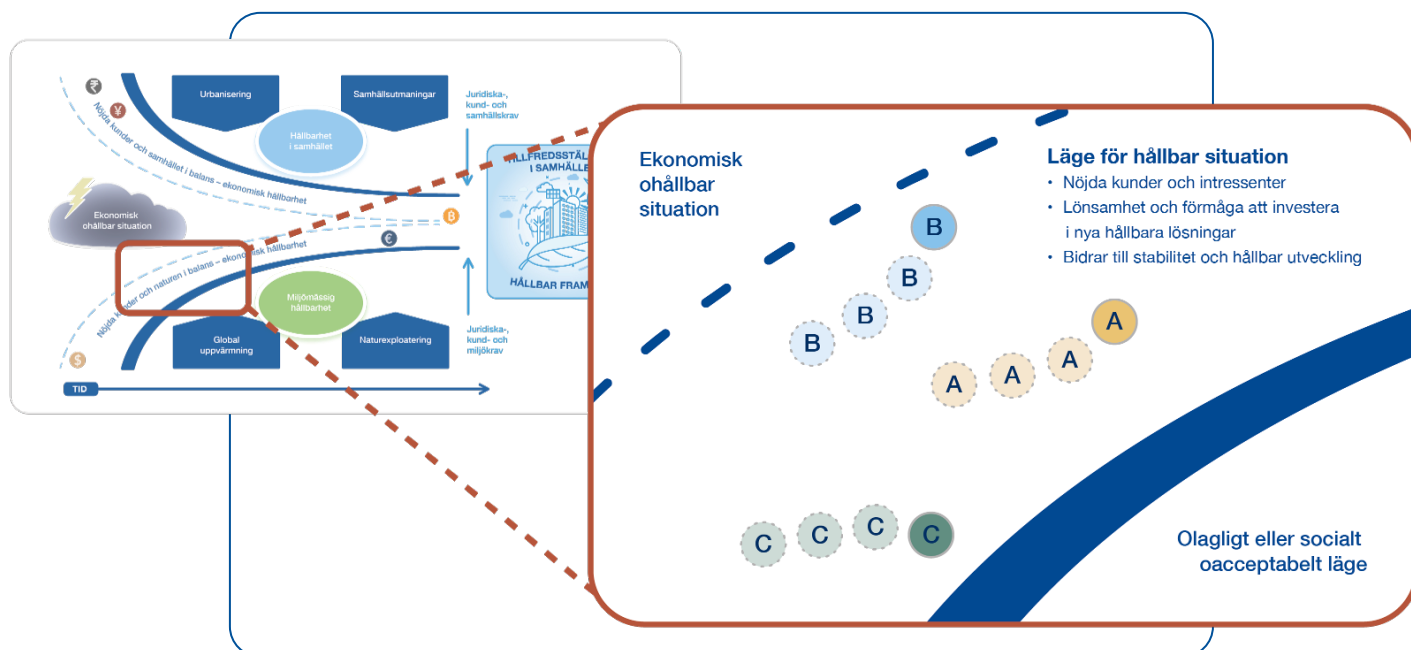 ₹
¥
Nöjda kunder och samhället i balans – ekonomisk hållbarhet
Urbanisering
Samhällsutmaningar
Hållbarhet
i samhället
Juridiska-,
kund- och
samhällskrav
I SAMHÄLLE
Ekonomisk
ohållbar situation
Nöjda kunder och naturen i balans – ekonomisk hållbarhet
€
Miljömässig
hållbarhet
HÅLLBAR FRAM
Global
uppvärmning
Naturexploatering
Juridiska-,
kund- och
miljökrav
$
TID
Ekonomisk
ohållbar
situation
Läge för hållbar situation
• Nöjda kunder och intressenter
• Lönsamhet och förmåga att investera
i nya hållbara lösningar
• Bidrar till stabilitet och hållbar utveckling
B
B
B
B
A
A
A
A
C
C
C
C
Olagligt eller socialt
oacceptabelt läge